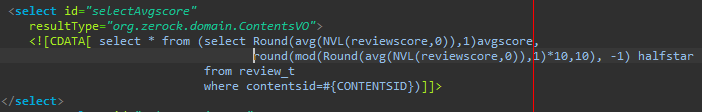 <select id="selectAvgscore"
resultType="org.zerock.domain.ContentsVO">
<![CDATA[ select * from (select Round(avg(NVL(reviewscore,0)),1)avgscore,
round(mod(Round(avg(NVL(reviewscore,0)),1)*10,10), -1) halfstar
from review_t
where contentsid=#{CONTENTSID})]]>
</select>